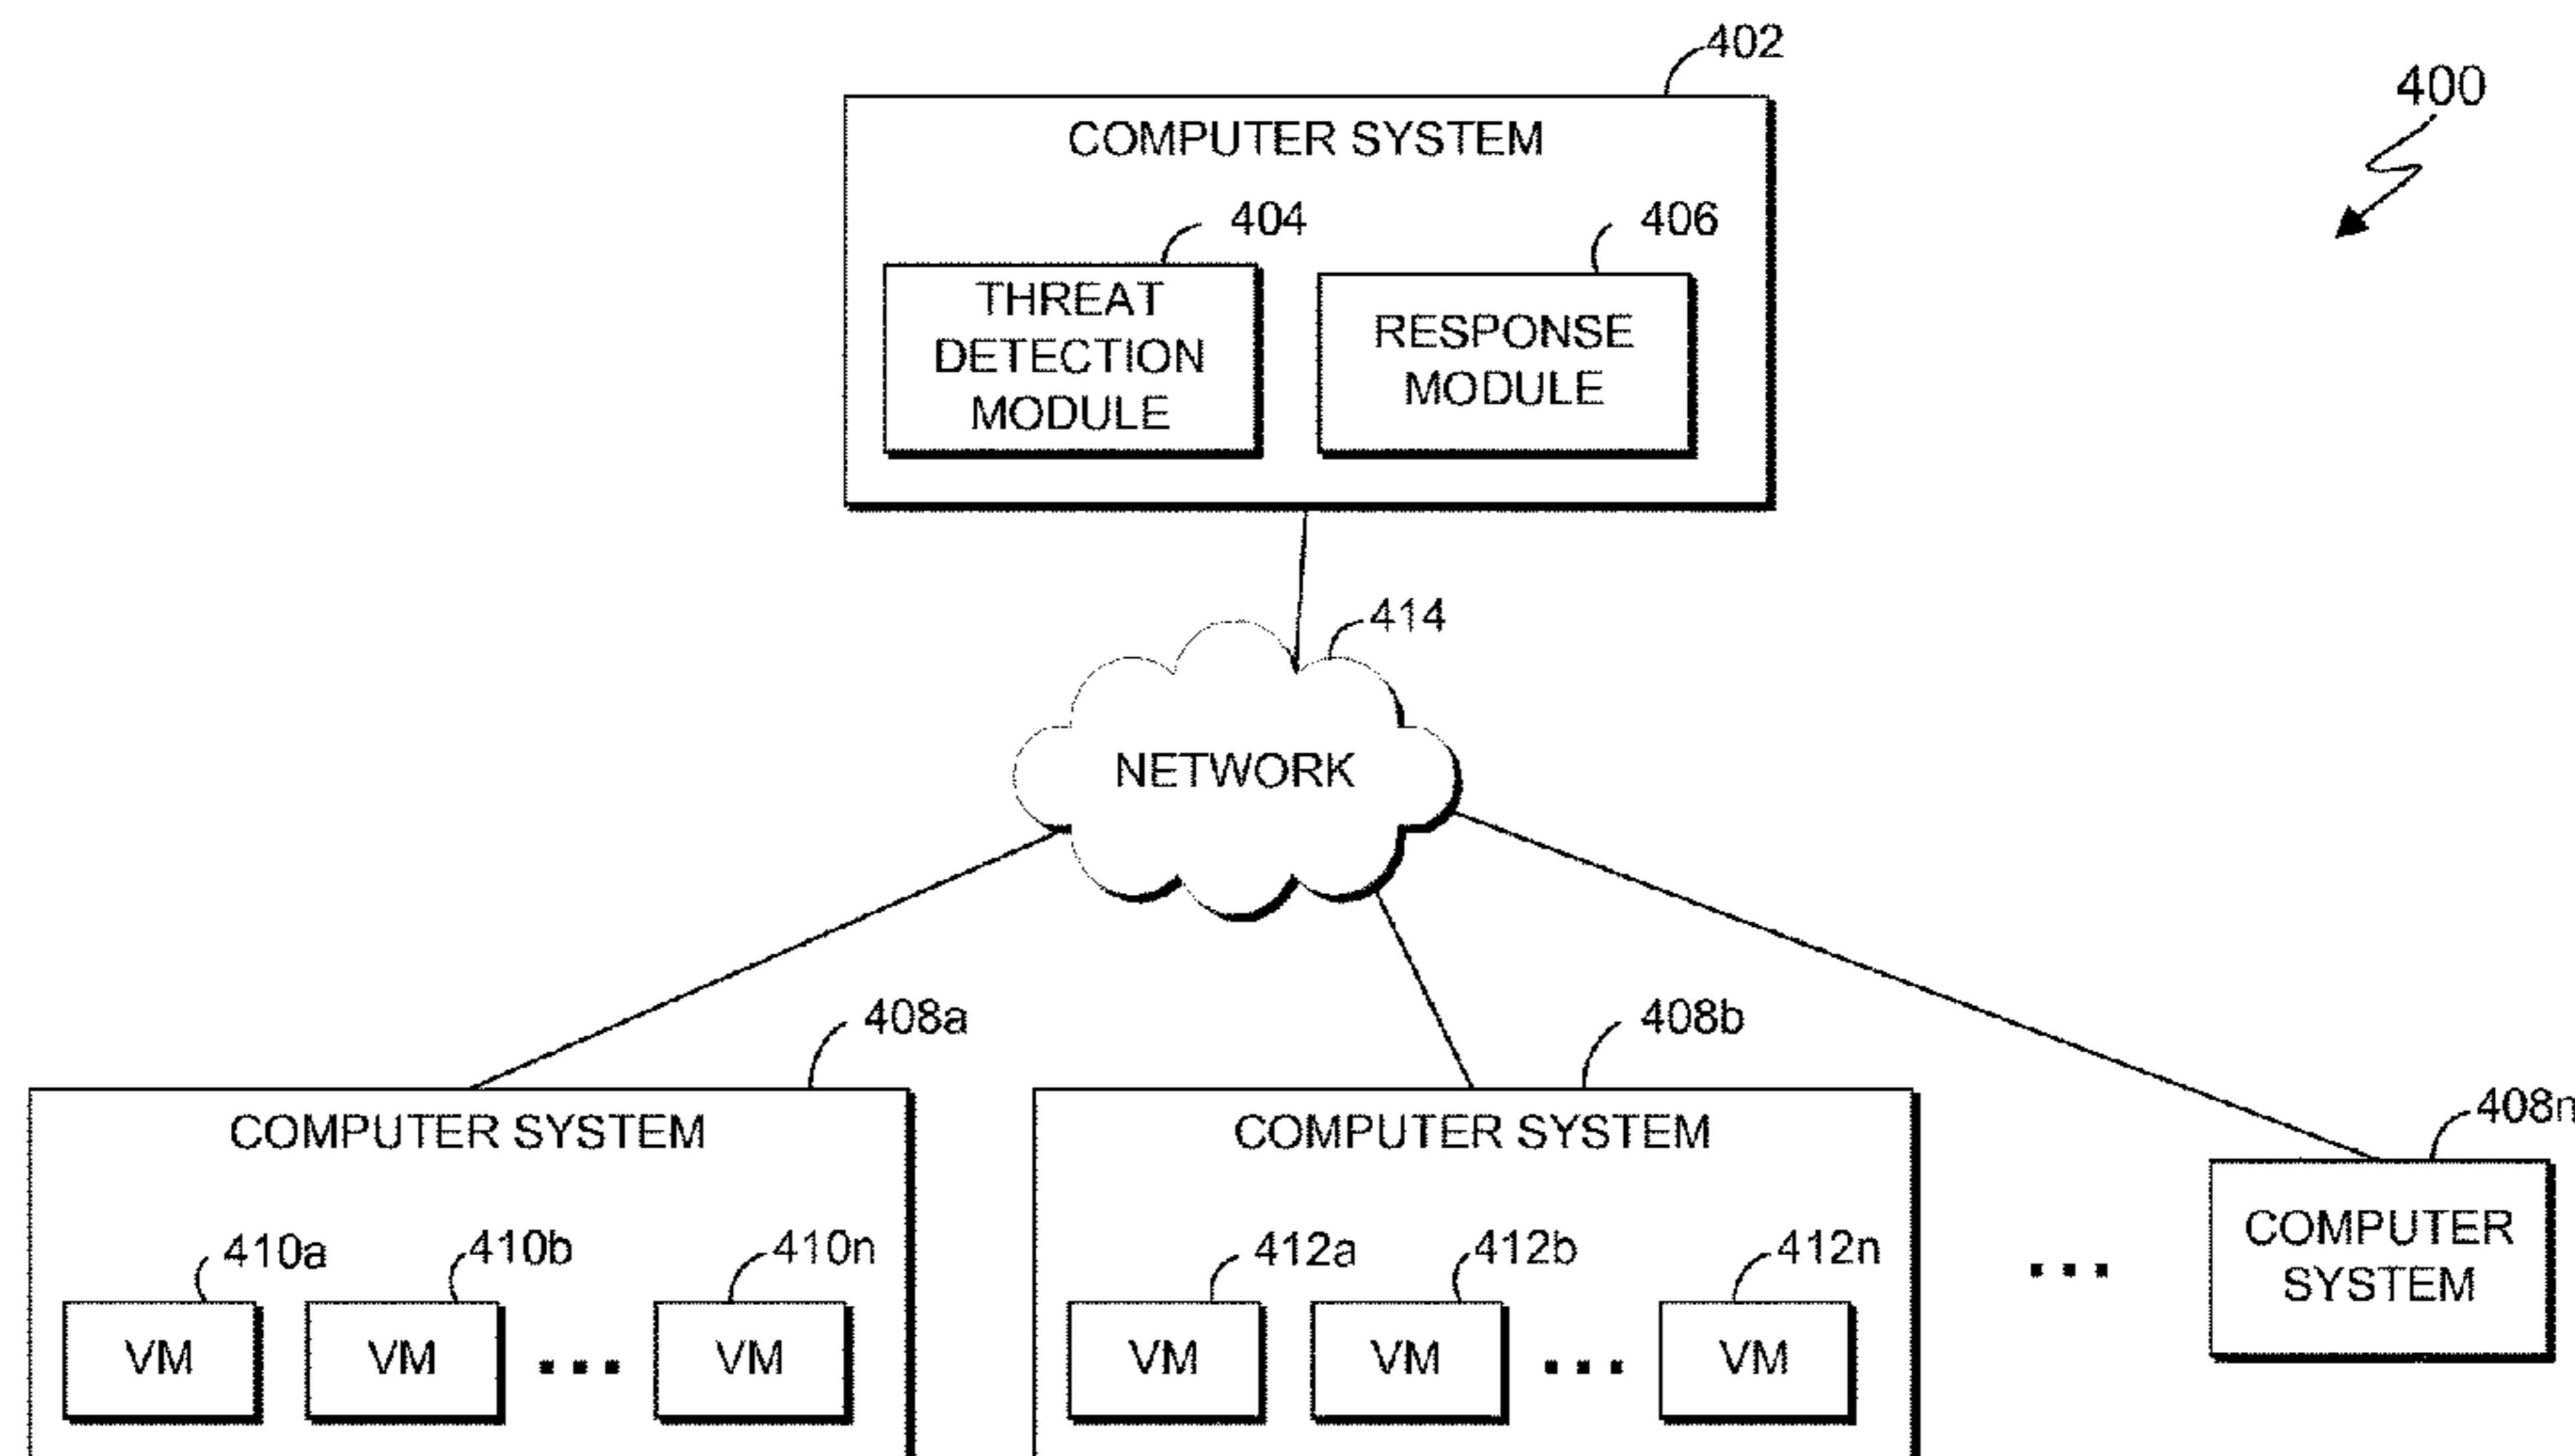 402
400
COMPUTER SYSTEM
404
406
THREAT
DETECTION
MODULE
RESPONSE
MODULE
414
NETWORK
408a
408b
408n
COMPUTER SYSTEM
COMPUTER SYSTEM
COMPUTER
SYSTEM
410a
410b
410n
412a
412b
412n
VM
VM
...
VM
VM
VM
...
VM
...